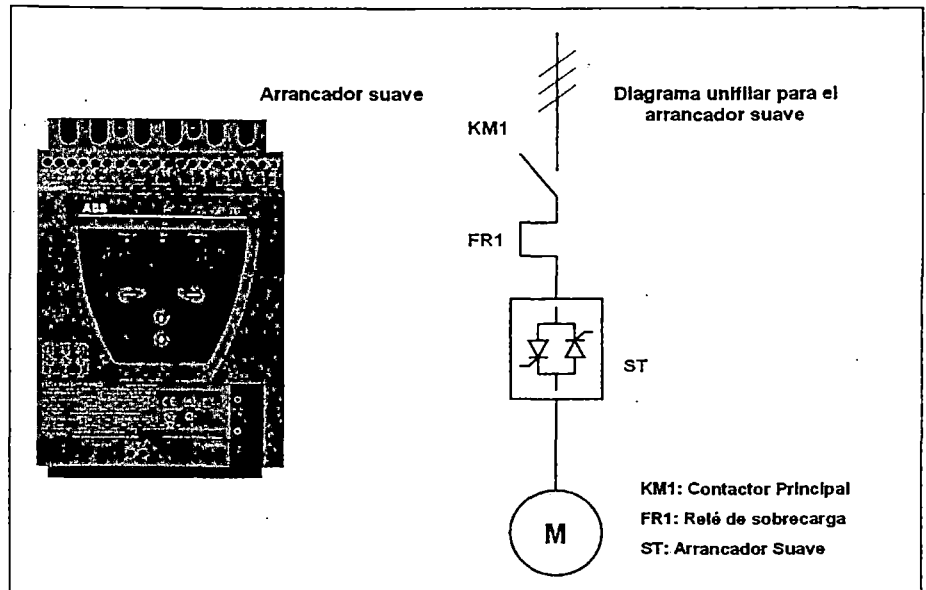 Arrancador suave
Diagrama unifilar para el
arrancador suave
KM1
FR1
ABB
CE
ST
M
KM1: Contactor Principal
FR1: Relé de sobrecarga
ST: Arrancador Suave